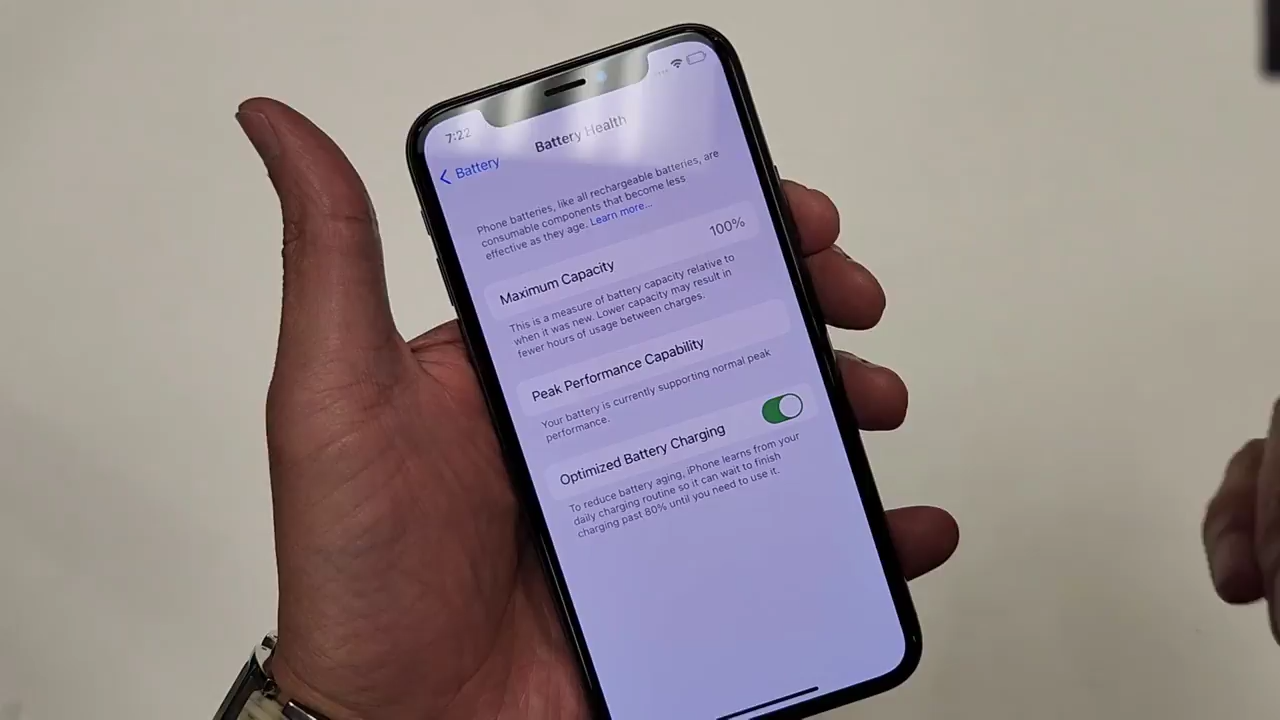 7:22
Battery Health
Battery
Phone batteries, like all rechargeable batteries, are
consumable components that become less
effective as they age. Learn more...
Maximum Capacity 100%
This is a measure of battery capacity relative to
when it was new. Lower capacity may result in
fewer hours of usage between charges.
Peak Performance Capability
Your battery is currently supporting normal peak
performance.
Optimized Battery Charging
To reduce battery aging, iPhone learns from your
daily charging routine so it can wait to finish
charging past 80% until you need to use it.